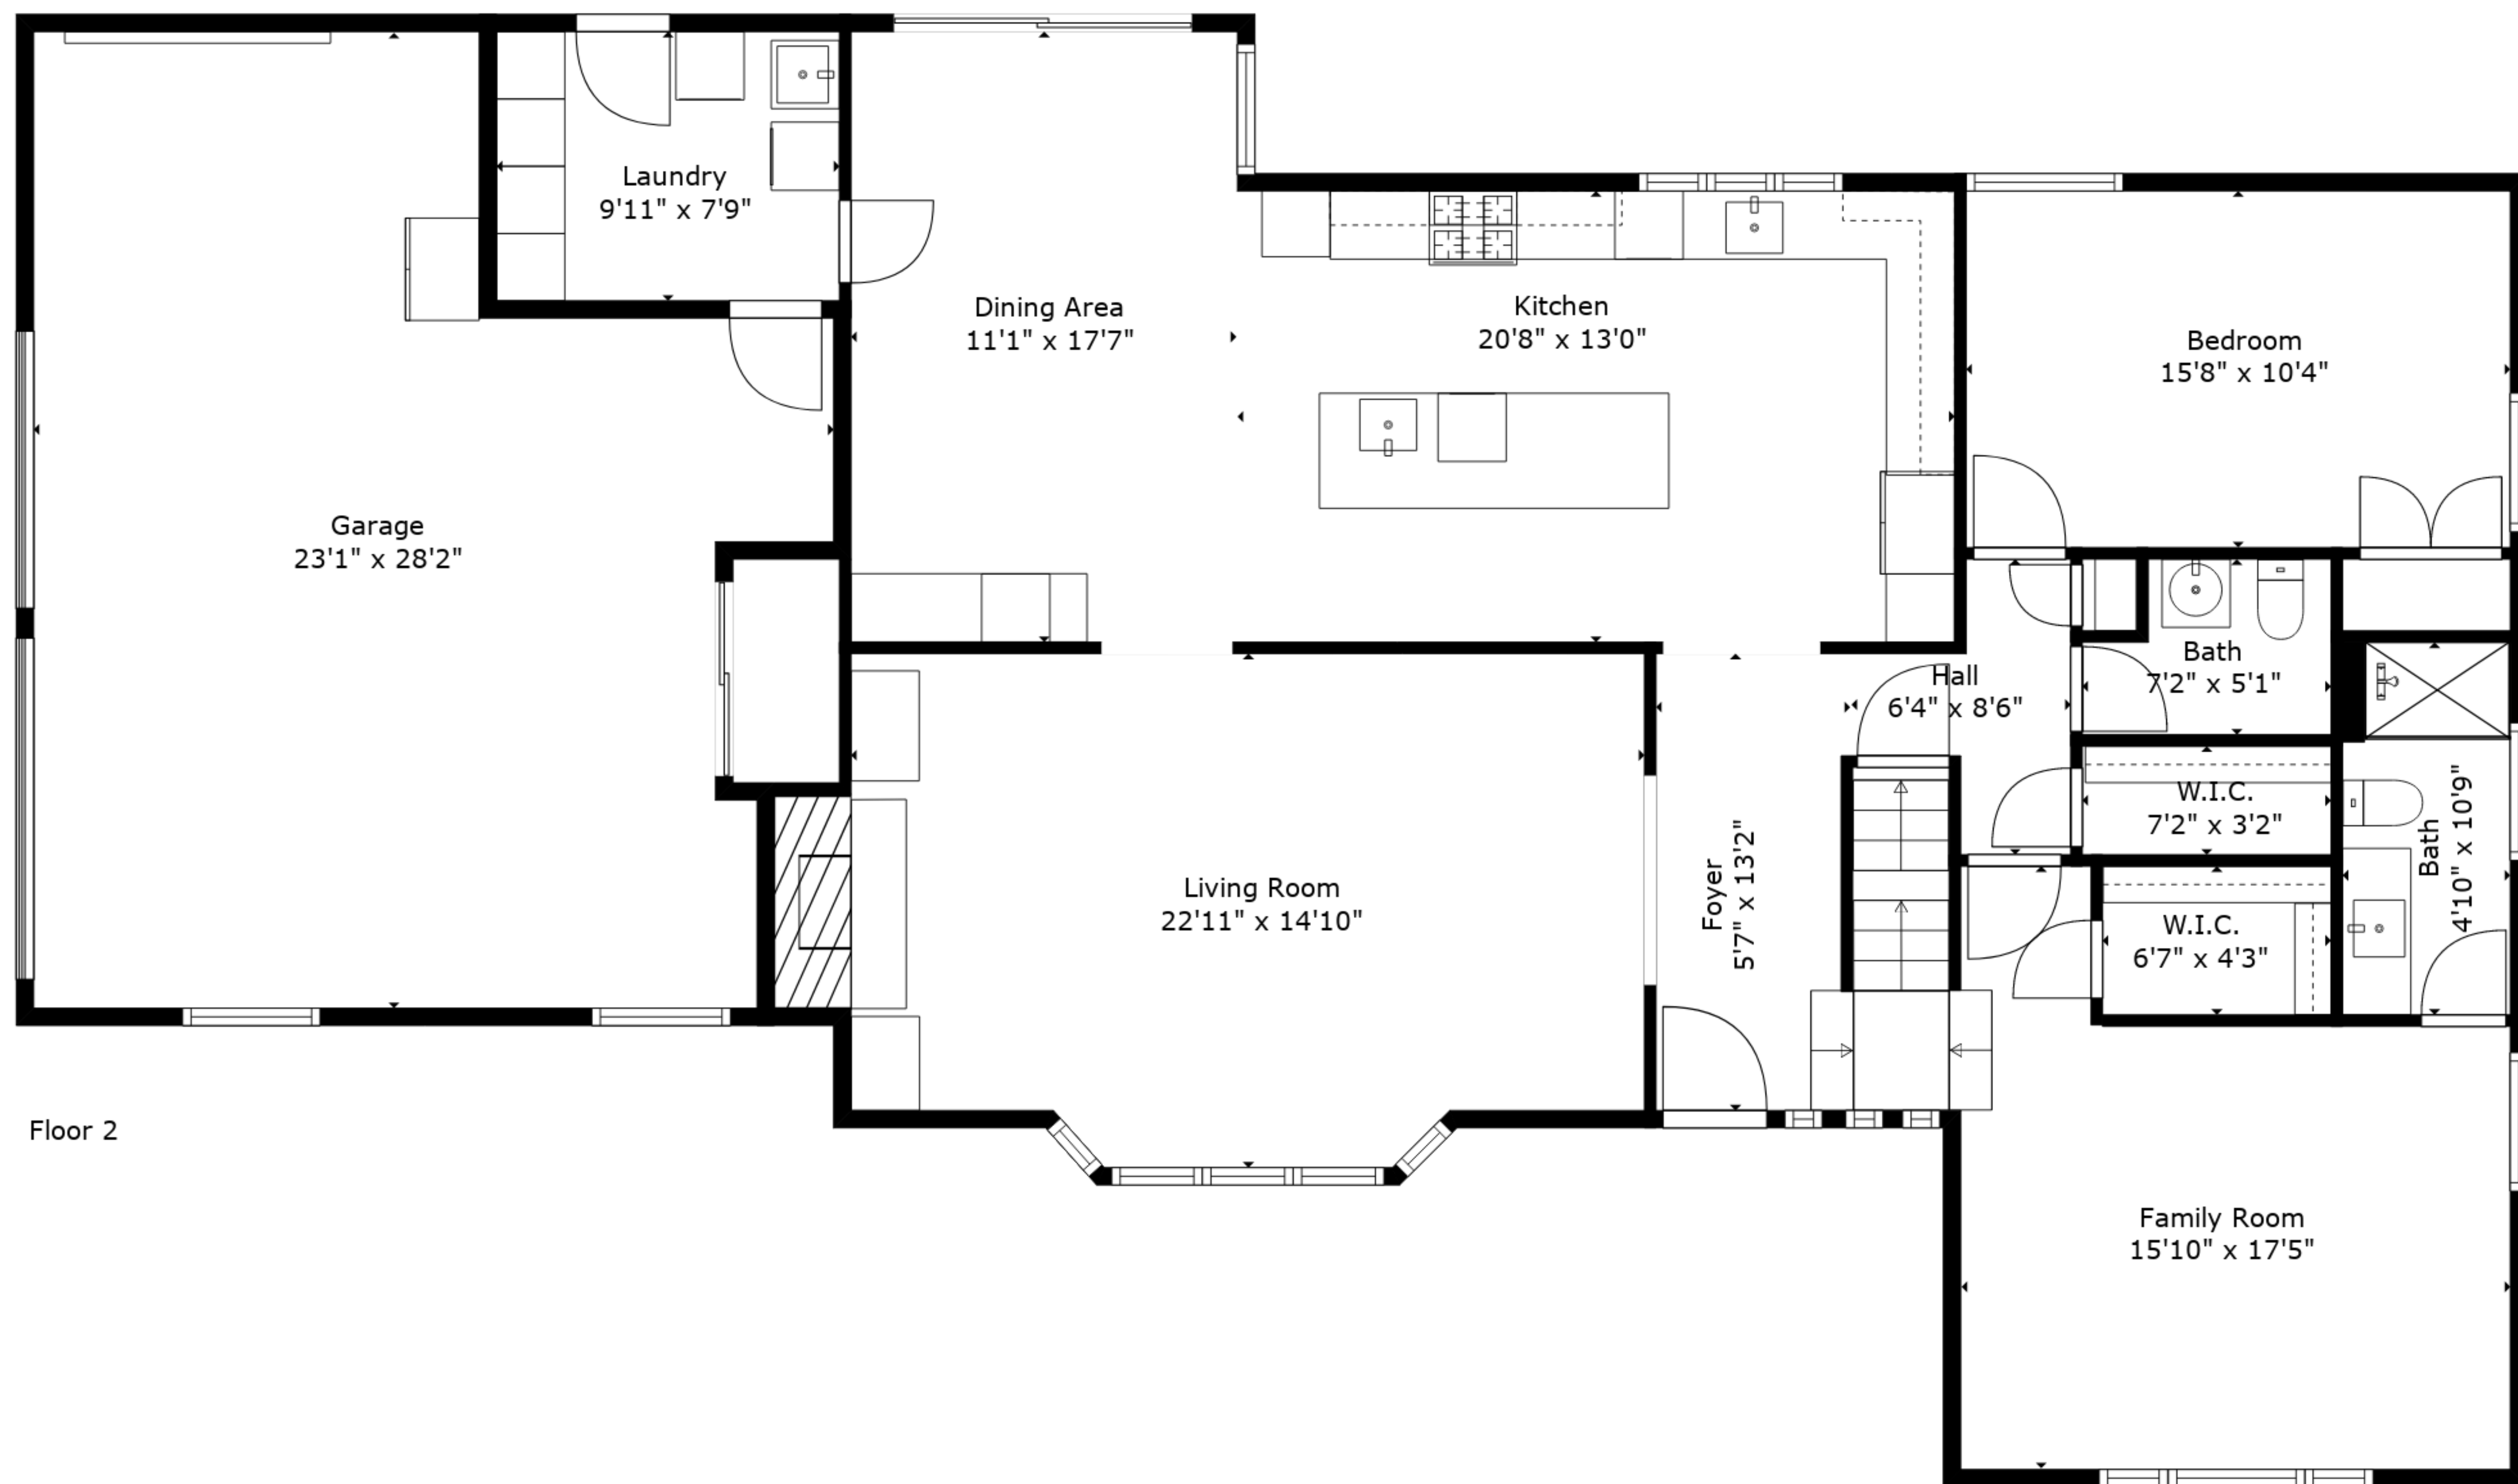 Laundry
9'11" x 7'9"
Dining Area
11'1" x 17'7"
Kitchen
20'8" x 13'0"
Bedroom
15'8" x 10'4"
Garage
23'1" x 28'2"
Hall
6'4" x 8'6"
Bath
7'2" x 5'1"
W.I.C.
7'2" x 3'2"
Bath
4'10" x 10'9"
Living Room
22'11" x 14'10"
Foyer
5'7" x 13'2"
W.I.C.
6'7" x 4'3"
Floor 2
Family Room
15'10" x 17'5"